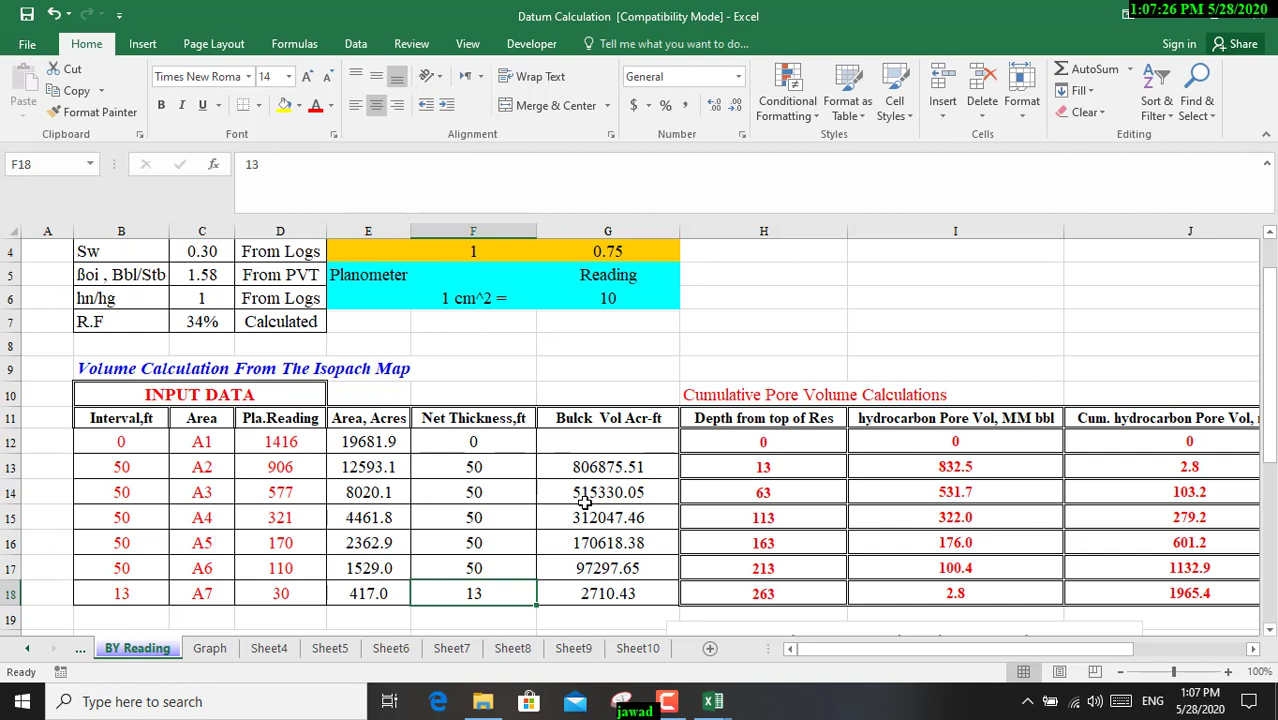 Datum Calculation [Compatibility Mode] - Excel
1:07:26 PM 5/28/2020
File Home Insert Page Layout Formulas Data Review View Developer Tell me what you want to do... Sign in Share
Cut Times New Roma 14 Wrap Text General AutoSum
Paste Copy Conditional Formatting Format as Table Cell Styles Insert Delete Format Fill Sort & Filter Find & Select
Format Painter Merge & Center Clear
Clipboard Font Alignment Number Styles Cells Editing
F18 fx 13
A B C D E F G H I J
4 Sw 0.30 From Logs 1 0.75
5 ßoi , Bbl/Stb 1.58 From PVT Planometer Reading
6 hn/hg 1 From Logs 1 cm^2 = 10
7 R.F 34% Calculated
8
9 Volume Calculation From The Isopach Map
10 INPUT DATA Cumulative Pore Volume Calculations
11 Interval,ft Area Pla.Reading Area, Acres Net Thickness,ft Bulck Vol Acr-ft Depth from top of Res hydrocarbon Pore Vol, MM bbl Cum. hydrocarbon Pore Vol,
12 0 A1 1416 19681.9 0 0 0 0
13 50 A2 906 12593.1 50 806875.51 13 832.5 2.8
14 50 A3 577 8020.1 50 515330.05 63 531.7 103.2
15 50 A4 321 4461.8 50 312047.46 113 322.0 279.2
16 50 A5 170 2362.9 50 170618.38 163 176.0 601.2
17 50 A6 110 1529.0 50 97297.65 213 100.4 1132.9
18 13 A7 30 417.0 13 2710.43 263 2.8 1965.4
19
... BY Reading Graph Sheet4 Sheet5 Sheet6 Sheet7 Sheet8 Sheet9 Sheet10
Ready 100%
Type here to search ENG 1:07 PM
jawad 5/28/2020